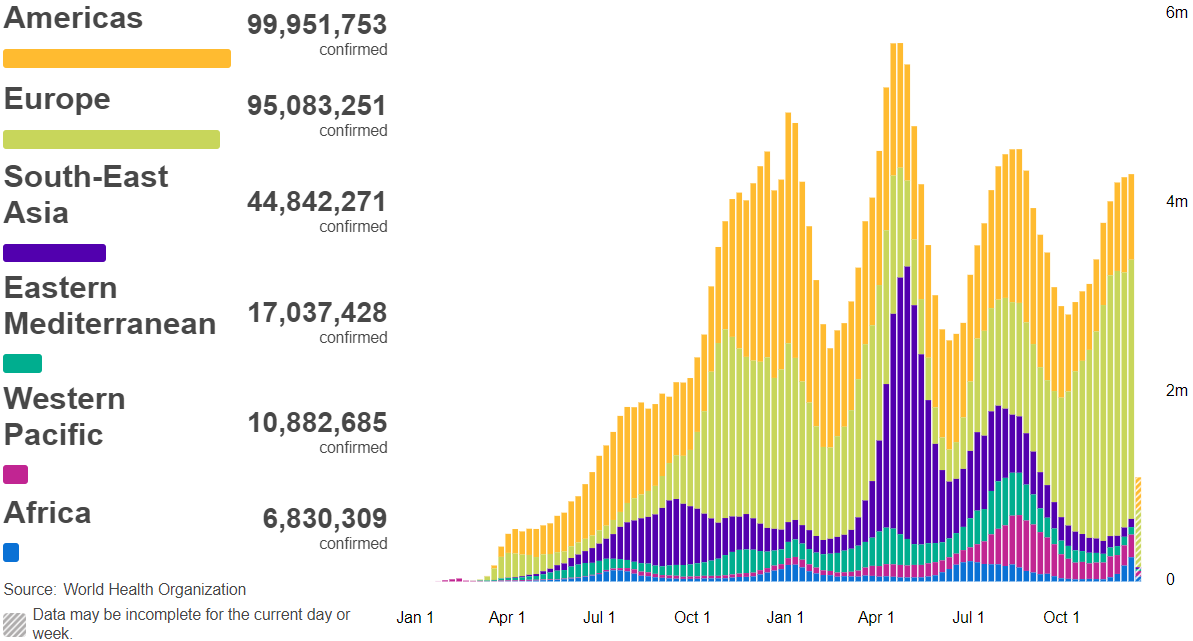 Americas
99,951,753
confirmed
Europe
95,083,251
confirmed
South-East
Asia
44,842,271
confirmed
Eastern
Mediterranean
17,037,428
confirmed
Western
Pacific
10,882,685
confirmed
Africa
6,830,309
confirmed
Source: World Health Organization
Data may be incomplete for the current day or
week.
6m
4m
2m
0
Jan 1 Apr 1 Jul 1 Oct 1 Jan 1 Apr 1 Jul 1 Oct 1